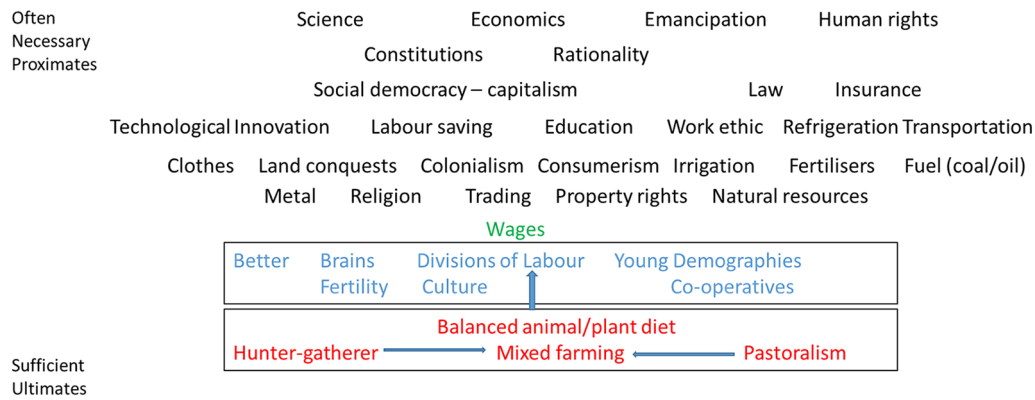 Often Necessary Proximates
Science Economics Emancipation Human rights
Constitutions Rationality
Social democracy – capitalism Law Insurance
Technological Innovation Labour saving Education Work ethic Refrigeration Transportation
Clothes Land conquests Colonialism Consumerism Irrigation Fertilisers Fuel (coal/oil)
Metal Religion Trading Property rights Natural resources
Wages
Better Brains Divisions of Labour Young Demographies
Fertility Culture Co-operatives
Balanced animal/plant diet
Hunter-gatherer Mixed farming Pastoralism
Sufficient
Ultimates